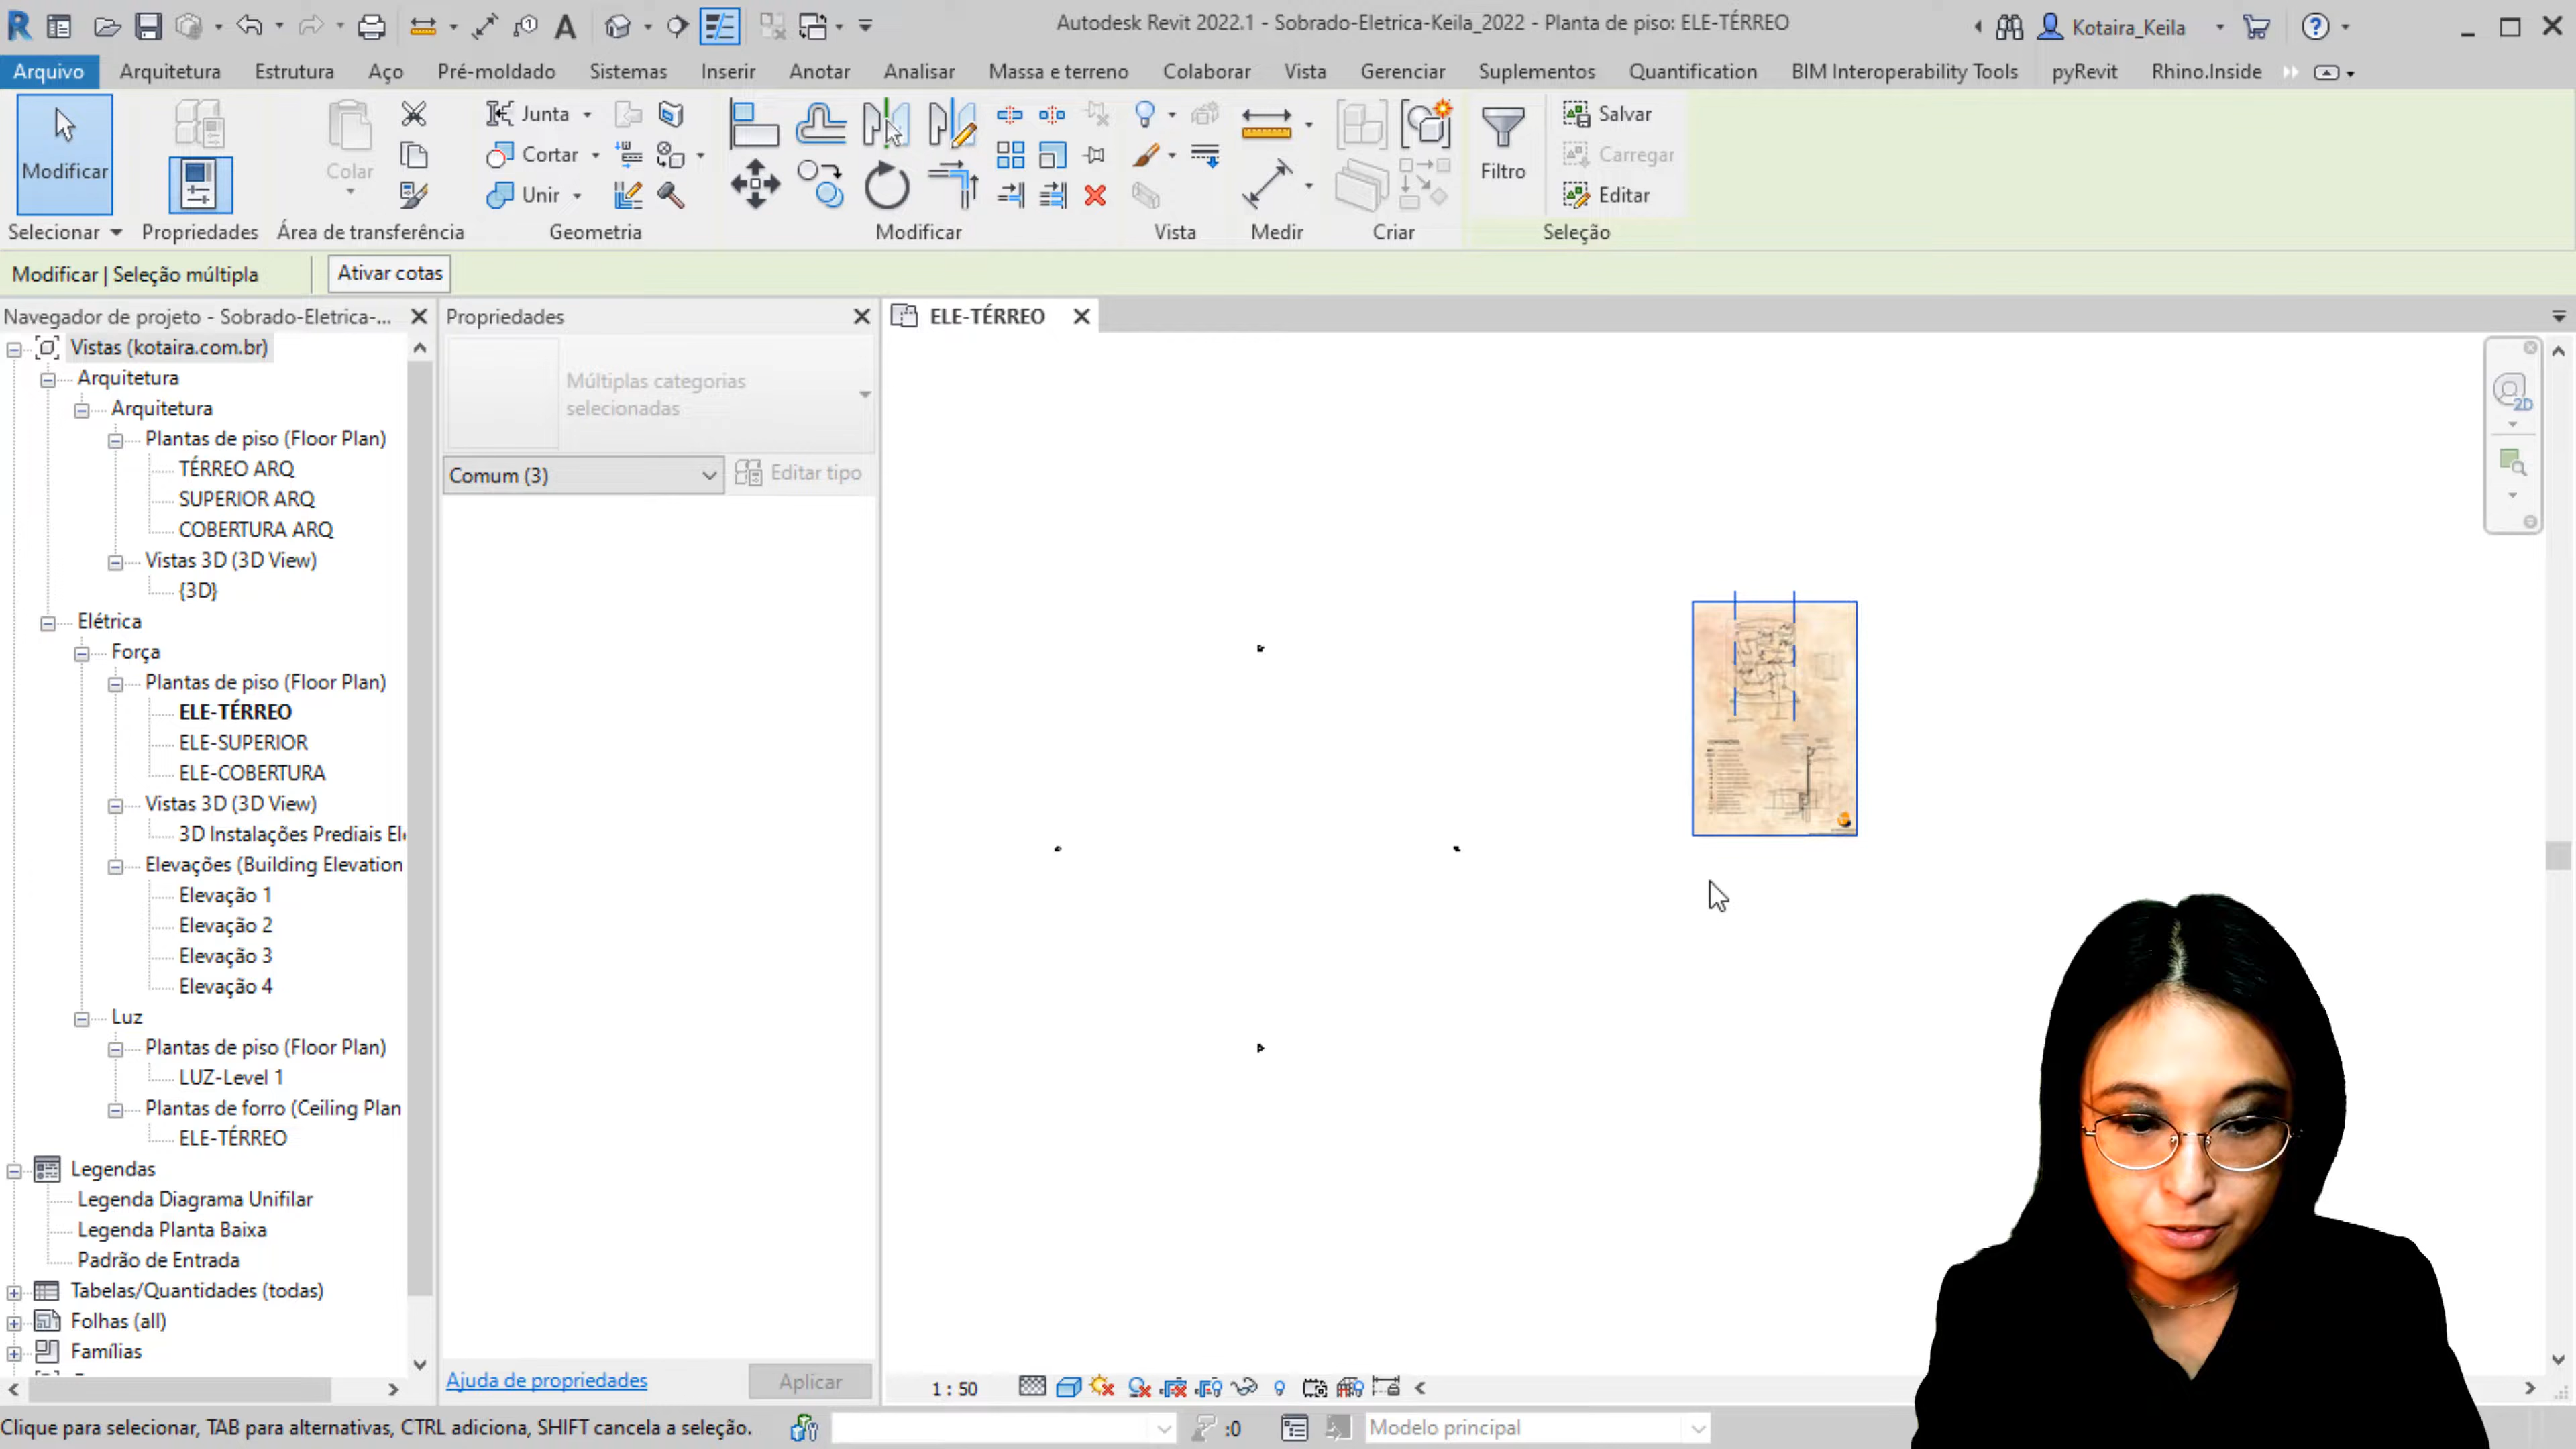 Autodesk Revit 2022.1 - Sobrado-Eletrica-Keila_2022 - Planta de piso: ELE-TÉRREO
Kotaira_Keila
Arquivo Arquitetura Estrutura Aço Pré-moldado Sistemas Inserir Anotar Analisar Massa e terreno Colaborar Vista Gerenciar Suplementos Quantification BIM Interoperability Tools pyRevit Rhino.Inside
Modificar
Colar
Junta
Cortar
Unir
Filtro
Salvar
Carregar
Editar
Selecionar Propriedades Área de transferência Geometria Modificar Vista Medir Criar Seleção
Modificar | Seleção múltipla Ativar cotas
Navegador de projeto - Sobrado-Eletrica-...
Vistas (kotaira.com.br)
Arquitetura
Arquitetura
Plantas de piso (Floor Plan)
TÉRREO ARQ
SUPERIOR ARQ
COBERTURA ARQ
Vistas 3D (3D View)
{3D}
Elétrica
Força
Plantas de piso (Floor Plan)
ELE-TÉRREO
ELE-SUPERIOR
ELE-COBERTURA
Vistas 3D (3D View)
3D Instalações Prediais El
Elevações (Building Elevation
Elevação 1
Elevação 2
Elevação 3
Elevação 4
Luz
Plantas de piso (Floor Plan)
LUZ-Level 1
Plantas de forro (Ceiling Plan
ELE-TÉRREO
Legendas
Legenda Diagrama Unifilar
Legenda Planta Baixa
Padrão de Entrada
Tabelas/Quantidades (todas)
Folhas (all)
Famílias
Propriedades
Múltiplas categorias
selecionadas
Comum (3) Editar tipo
Ajuda de propriedades Aplicar
ELE-TÉRREO
2D
1 : 50
Clique para selecionar, TAB para alternativas, CTRL adiciona, SHIFT cancela a seleção.
:0
Modelo principal